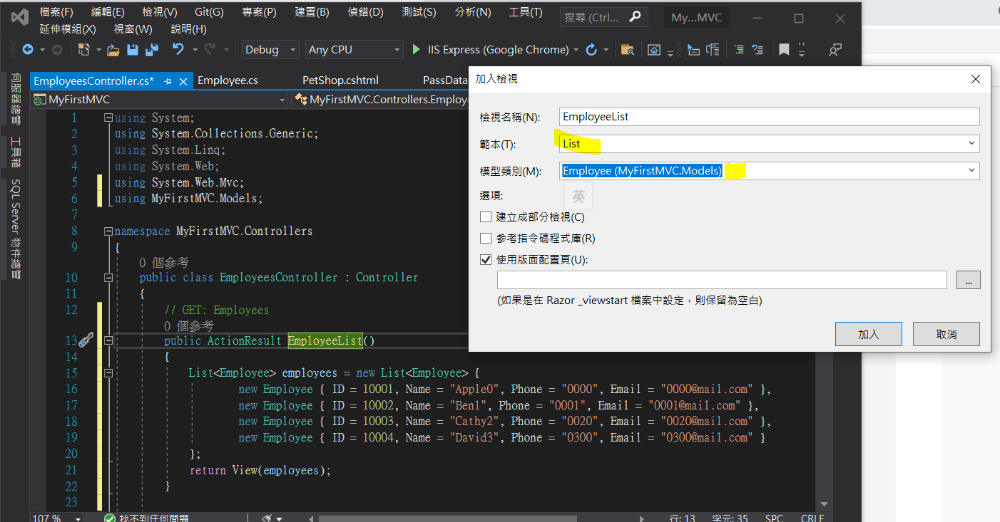 檔案(F) 編輯(E) 檢視(V) Git(G) 專案(P) 建置(B) 偵錯(D) 測試(S) 分析(N) 工具(T) 搜尋 (Ctrl... My...MVC
延伸模組(X) 視窗(W) 說明(H)
Debug Any CPU IIS Express (Google Chrome)
伺服器總管
工具箱
SQL Server 物件總管
EmployeesController.cs* Employee.cs PetShop.cshtml PassData
MyFirstMVC MyFirstMVC.Controllers.Employe
1 using System;
2 using System.Collections.Generic;
3 using System.Linq;
4 using System.Web;
5 using System.Web.Mvc;
6 using MyFirstMVC.Models;
7
8 namespace MyFirstMVC.Controllers
9 {
0 個參考
10 public class EmployeesController : Controller
11 {
12 // GET: Employees
0 個參考
13 public ActionResult EmployeeList()
14 {
15 List<Employee> employees = new List<Employee> {
16 new Employee { ID = 10001, Name = "Apple0", Phone = "0000", Email = "0000@mail.com" },
17 new Employee { ID = 10002, Name = "Ben1", Phone = "0001", Email = "0001@mail.com" },
18 new Employee { ID = 10003, Name = "Cathy2", Phone = "0020", Email = "0020@mail.com" },
19 new Employee { ID = 10004, Name = "David3", Phone = "0300", Email = "0300@mail.com" }
20 };
21 return View(employees);
22 }
23
107 % 找不到任何問題 行: 13 字元: 35 SPC CRLF
加入檢視
檢視名稱(N): EmployeeList
範本(T): List
模型類別(M): Employee (MyFirstMVC.Models)
選項:
英
建立成部分檢視(C)
參考指令碼程式庫(R)
使用版面配置頁(U):
...
(如果是在 Razor _viewstart 檔案中設定，則保留為空白)
加入 取消